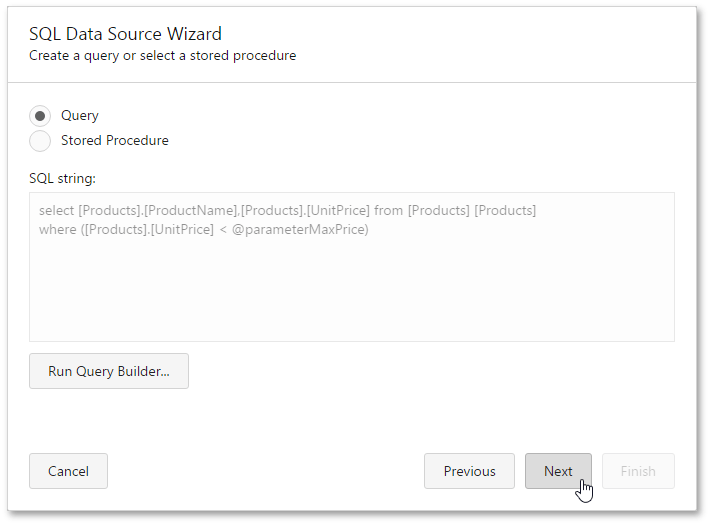 SQL Data Source Wizard
Create a query or select a stored procedure
Query
Stored Procedure
SQL string:
select [Products].[ProductName],[Products].[UnitPrice] from [Products] [Products]
where ([Products].[UnitPrice] < @parameterMaxPrice)
Run Query Builder...
Cancel Previous Next Finish